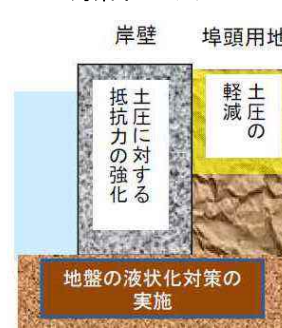 岸壁
埠頭用地
土圧に対する
抵抗力の強化
土圧の
軽減
地盤の液状化対策の
実施